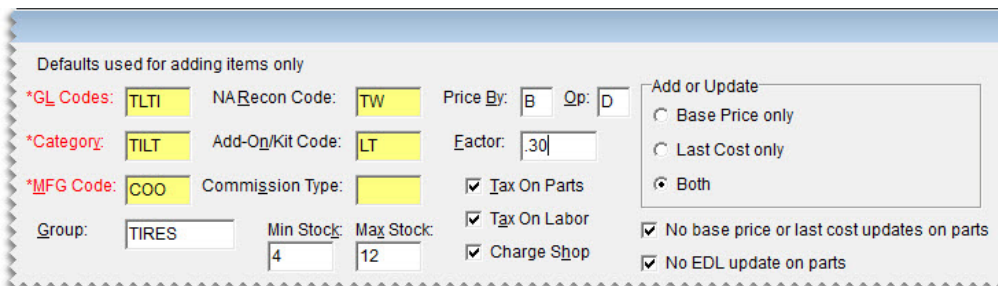 Defaults used for adding items only
*GL Codes: TLTI NA Recon Code: TW Price By: B Op: D
*Category: TILT Add-On/Kit Code: LT Factor: .30
*MFG Code: COO Commission Type: Tax On Parts
Tax On Labor
Group: TIRES Min Stock: 4 Max Stock: 12 Charge Shop
Add or Update
Base Price only
Last Cost only
Both
No base price or last cost updates on parts
No EDL update on parts